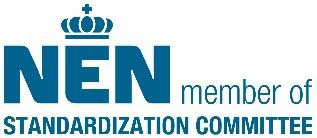 NEN member of
STANDARDIZATION COMMITTEE